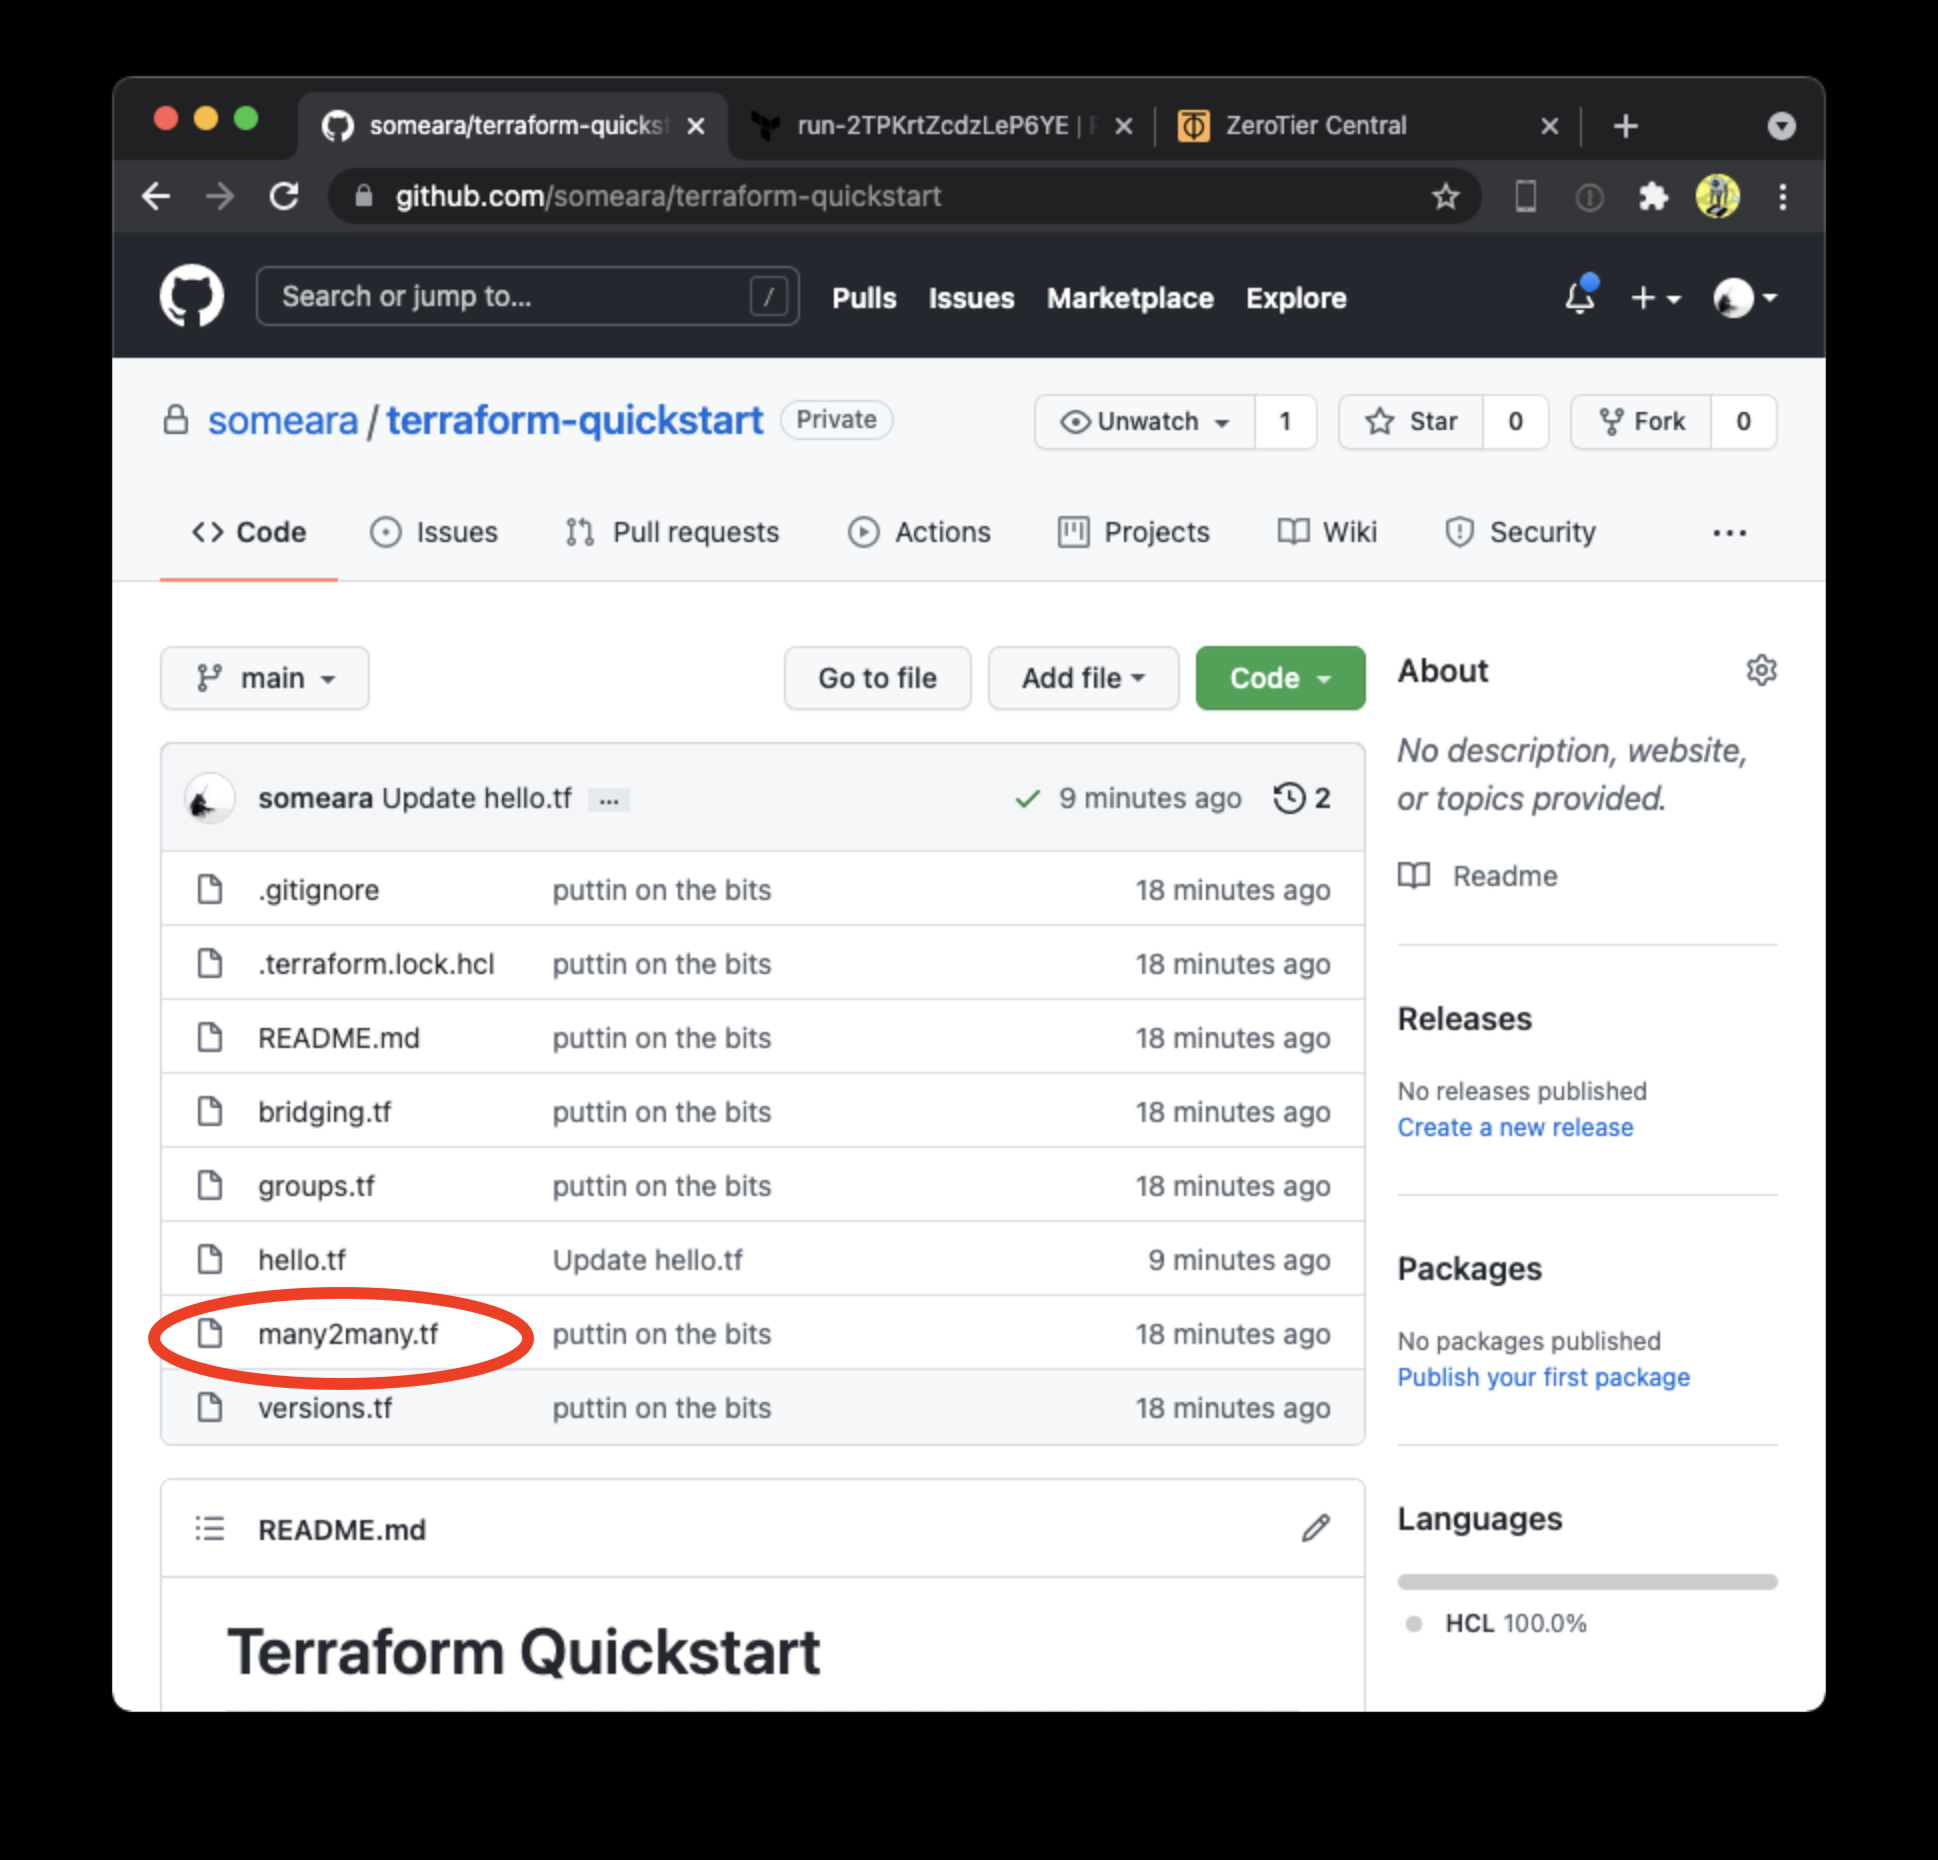 someara/terraform-quickst
run-2TPKrtZcdzLeP6YE |
ZeroTier Central
github.com/someara/terraform-quickstart
Search or jump to... /
Pulls Issues Marketplace Explore
someara / terraform-quickstart Private
Unwatch 1 Star 0 Fork 0
Code Issues Pull requests Actions Projects Wiki Security ...
main Go to file Add file Code
someara Update hello.tf ... 9 minutes ago 2
.gitignore puttin on the bits 18 minutes ago
.terraform.lock.hcl puttin on the bits 18 minutes ago
README.md puttin on the bits 18 minutes ago
bridging.tf puttin on the bits 18 minutes ago
groups.tf puttin on the bits 18 minutes ago
hello.tf Update hello.tf 9 minutes ago
many2many.tf puttin on the bits 18 minutes ago
versions.tf puttin on the bits 18 minutes ago
README.md
Terraform Quickstart
About
No description, website,
or topics provided.
Readme
Releases
No releases published
Create a new release
Packages
No packages published
Publish your first package
Languages
HCL 100.0%